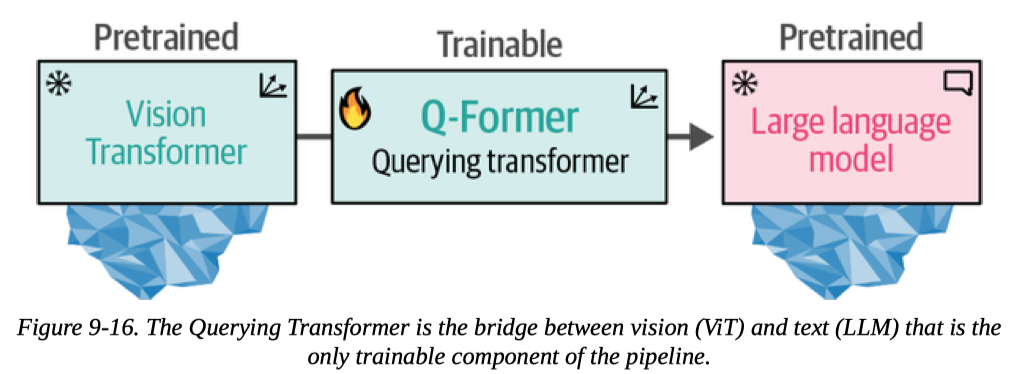 Pretrained
Trainable
Pretrained
Vision
Transformer
Q-Former
Querying transformer
Large language
model
Figure 9-16. The Querying Transformer is the bridge between vision (ViT) and text (LLM) that is the
only trainable component of the pipeline.